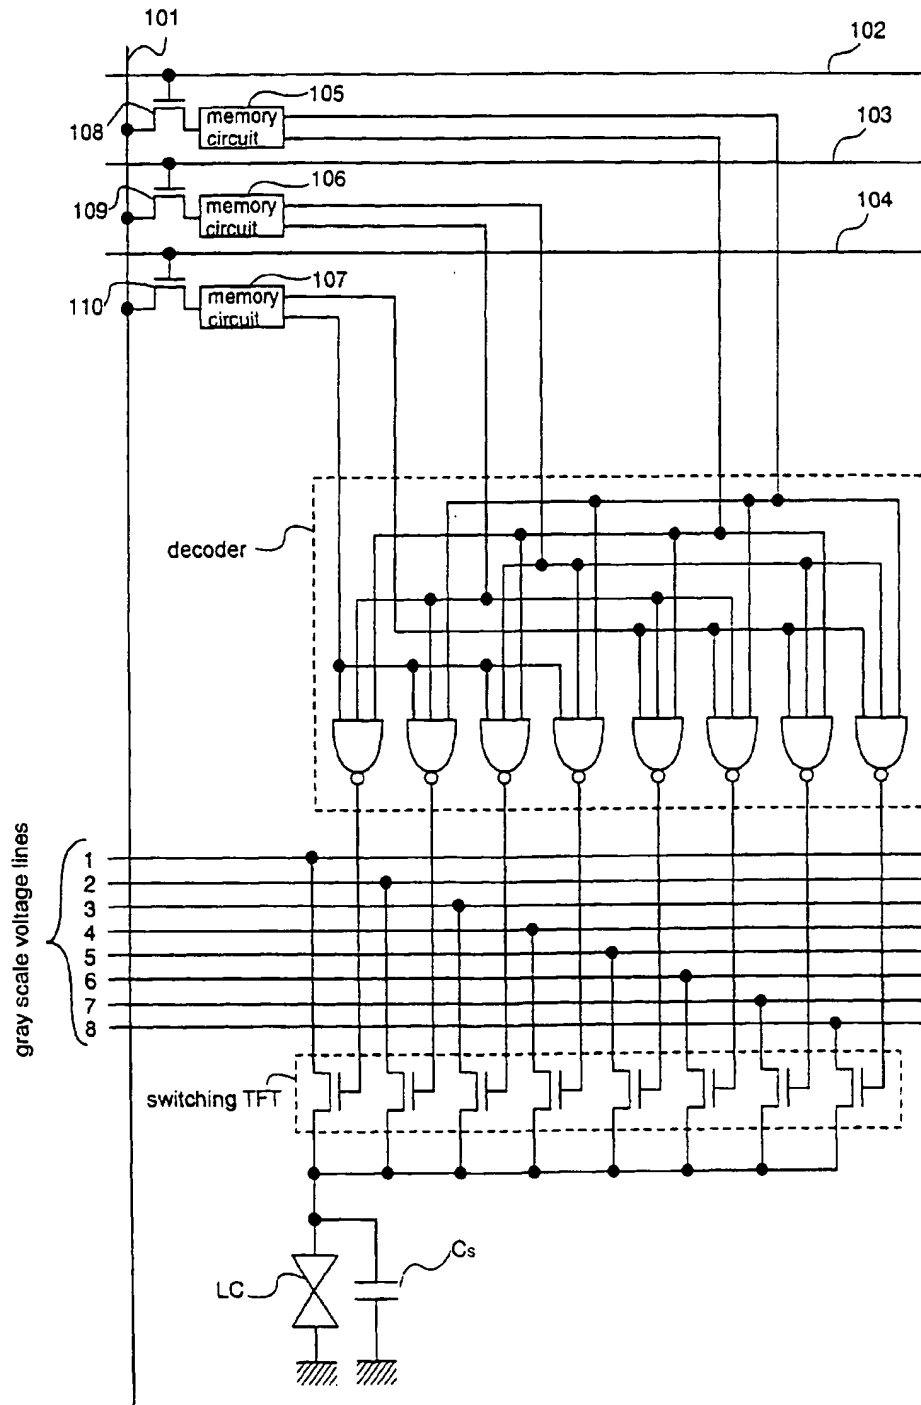 101
102
105
memory
circuit
108
103
106
memory
circuit
109
104
107
memory
circuit
110
decoder
gray scale voltage lines
1
2
3
4
5
6
7
8
switching TFT
LC
Cs